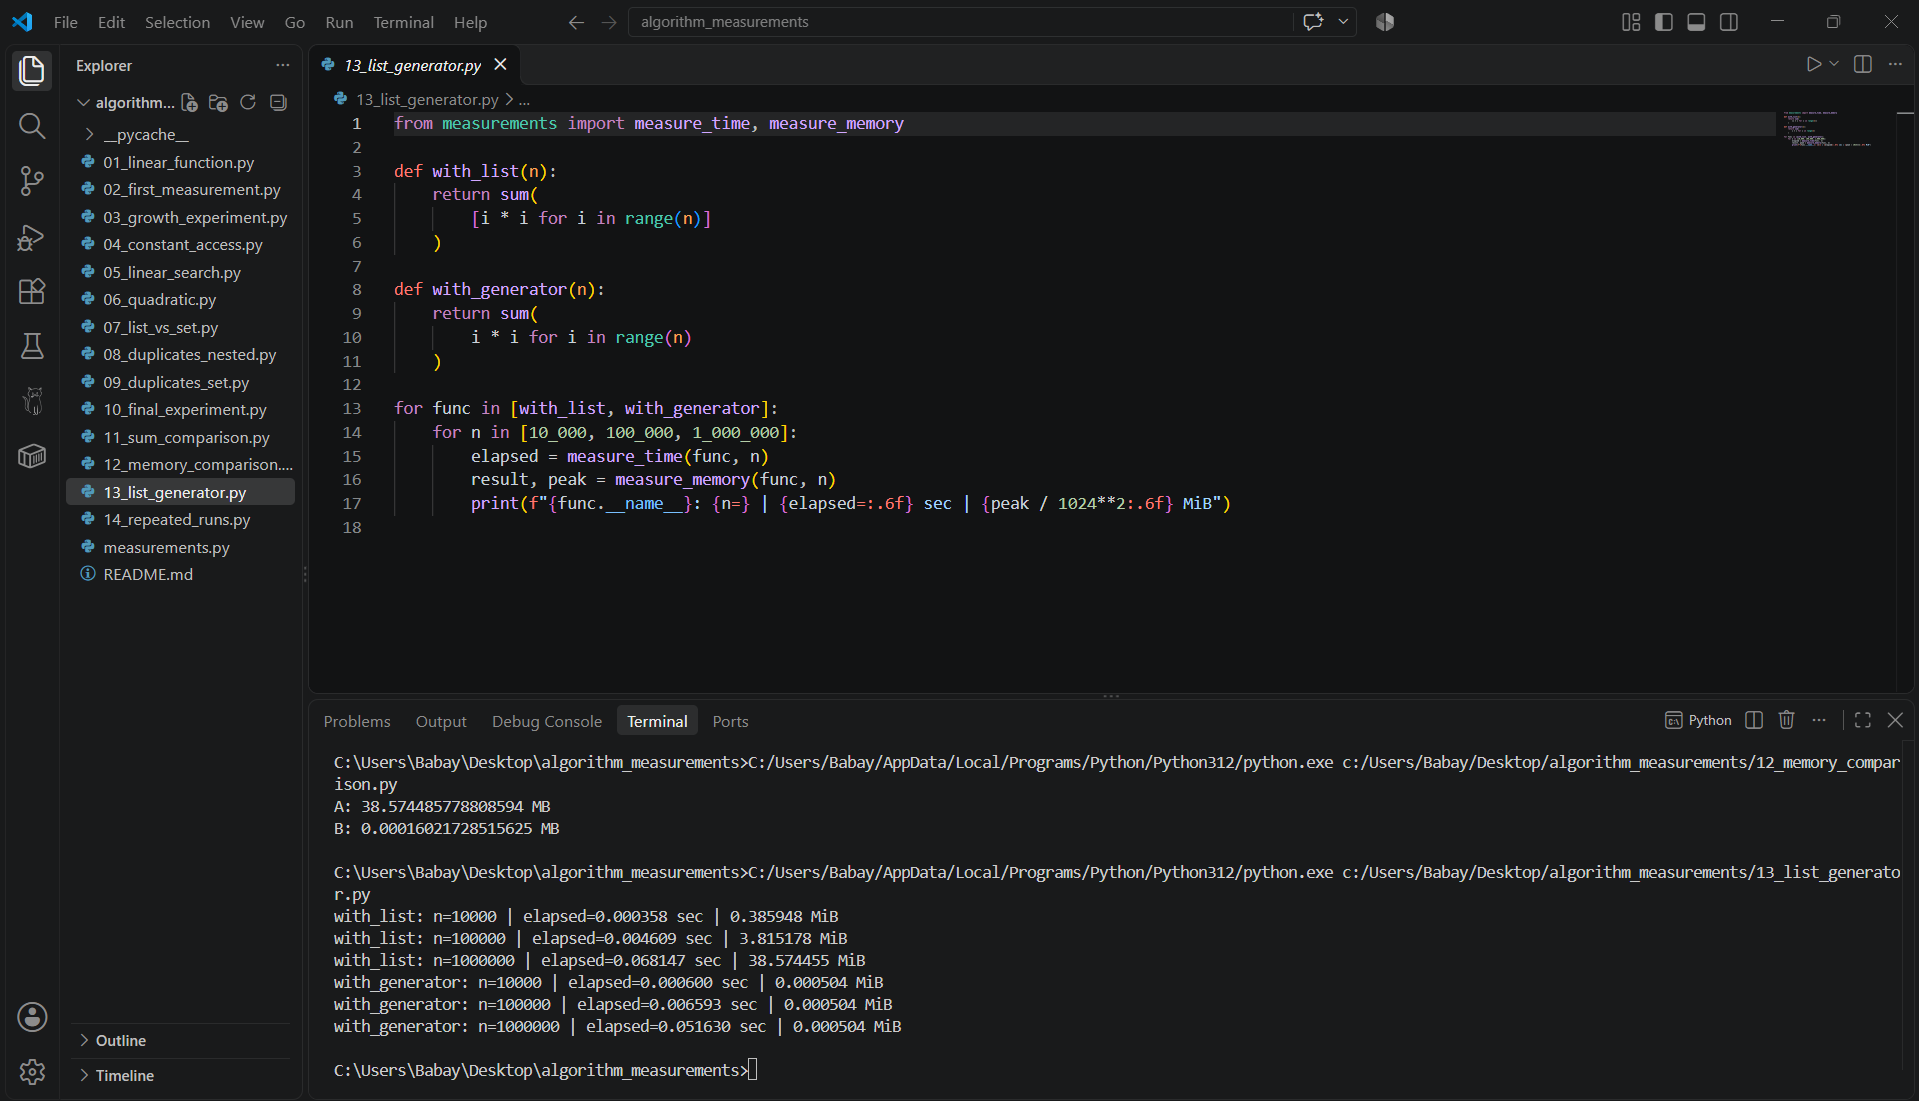 File Edit Selection View Go Run Terminal Help
algorithm_measurements
Explorer
algorithm...
__pycache__
01_linear_function.py
02_first_measurement.py
03_growth_experiment.py
04_constant_access.py
05_linear_search.py
06_quadratic.py
07_list_vs_set.py
08_duplicates_nested.py
09_duplicates_set.py
10_final_experiment.py
11_sum_comparison.py
12_memory_comparison....
13_list_generator.py
14_repeated_runs.py
measurements.py
README.md
Outline
Timeline
13_list_generator.py
13_list_generator.py > ...
1 from measurements import measure_time, measure_memory
2
3 def with_list(n):
4     return sum(
5         [i * i for i in range(n)]
6     )
7
8 def with_generator(n):
9     return sum(
10         i * i for i in range(n)
11     )
12
13 for func in [with_list, with_generator]:
14     for n in [10_000, 100_000, 1_000_000]:
15         elapsed = measure_time(func, n)
16         result, peak = measure_memory(func, n)
17         print(f"{func.__name__}: {n=} | {elapsed=:.6f} sec | {peak / 1024**2:.6f} MiB")
18
Problems Output Debug Console Terminal Ports
Python
C:\Users\Babay\Desktop\algorithm_measurements>C:/Users/Babay/AppData/Local/Programs/Python/Python312/python.exe c:/Users/Babay/Desktop/algorithm_measurements/12_memory_compar
ison.py
A: 38.574485778808594 MB
B: 0.00016021728515625 MB
C:\Users\Babay\Desktop\algorithm_measurements>C:/Users/Babay/AppData/Local/Programs/Python/Python312/python.exe c:/Users/Babay/Desktop/algorithm_measurements/13_list_generato
r.py
with_list: n=10000 | elapsed=0.000358 sec | 0.385948 MiB
with_list: n=100000 | elapsed=0.004609 sec | 3.815178 MiB
with_list: n=1000000 | elapsed=0.068147 sec | 38.574455 MiB
with_generator: n=10000 | elapsed=0.000600 sec | 0.000504 MiB
with_generator: n=100000 | elapsed=0.006593 sec | 0.000504 MiB
with_generator: n=1000000 | elapsed=0.051630 sec | 0.000504 MiB
C:\Users\Babay\Desktop\algorithm_measurements>